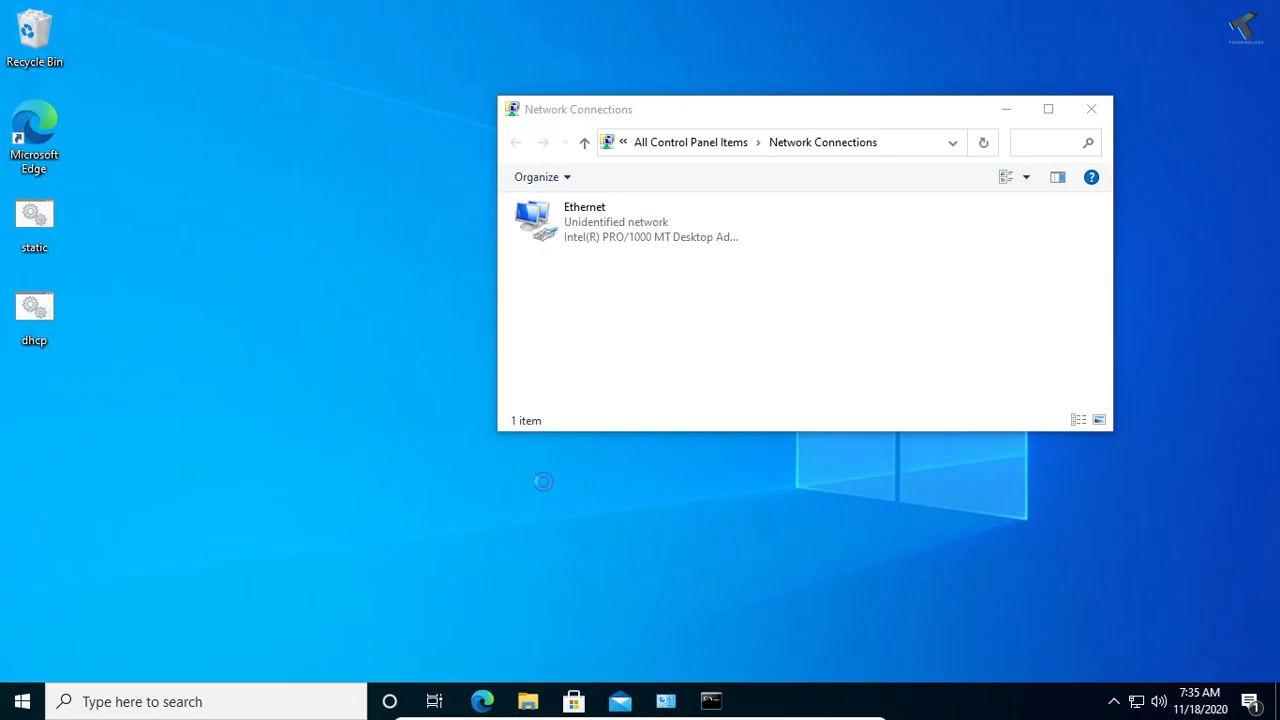 Recycle Bin
Microsoft
Edge
static
dhcp
Network Connections
« All Control Panel Items › Network Connections
Organize
Ethernet
Unidentified network
Intel(R) PRO/1000 MT Desktop Ad...
1 item
Type here to search
7:35 AM
11/18/2020
1